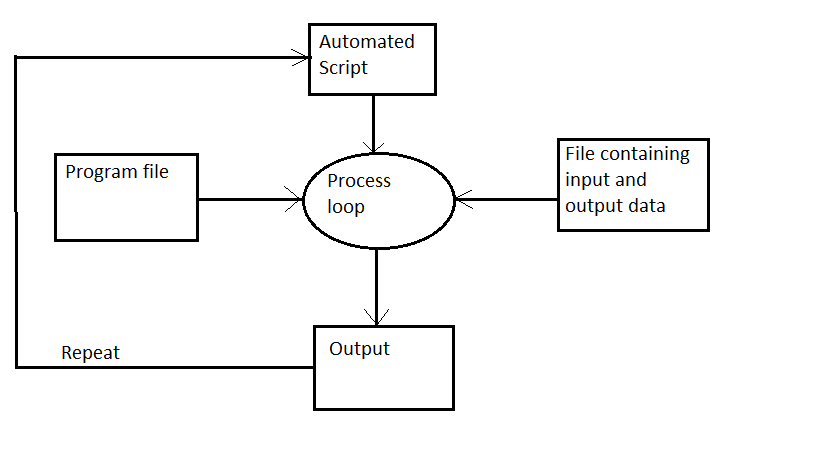 Automated
Script
Program file
Process
loop
File containing
input and
output data
Repeat
Output